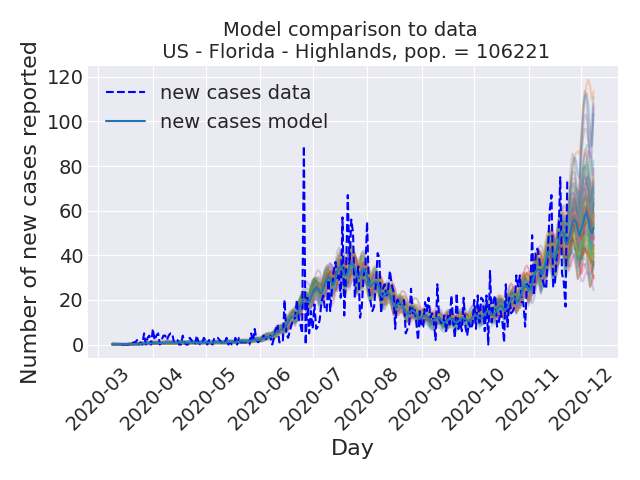 Model comparison to data
US - Florida - Highlands, pop. = 106221
Number of new cases reported
120
100
80
60
40
20
0
new cases data
new cases model
2020-03
2020-04
2020-05
2020-06
2020-07
2020-08
2020-09
2020-10
2020-11
2020-12
Day